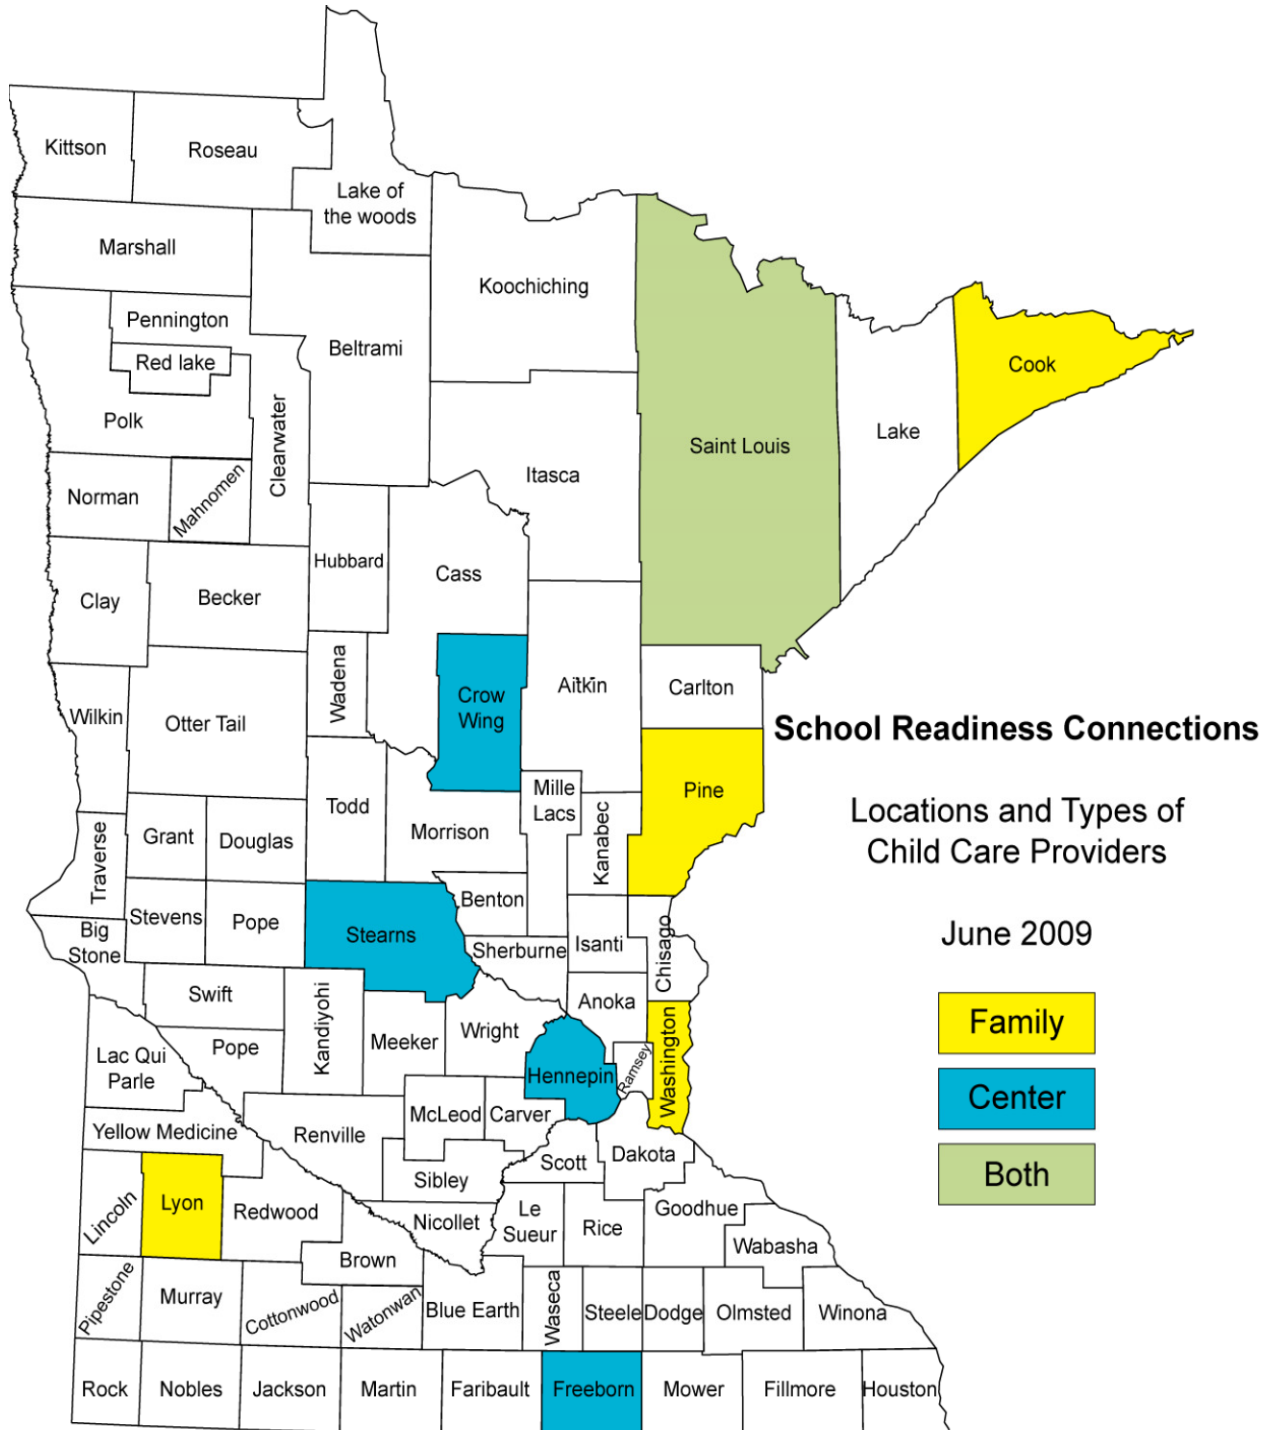 Kittson
Roseau
Lake of
the woods
Marshall
Koochiching
Pennington
Beltrami
Red lake
Cook
Polk
Clearwater
Saint Louis
Lake
Itasca
Norman
Mahnomen
Hubbard
Cass
Clay
Becker
Wadena
Aitkin
Carlton
Crow
Wing
Wilkin
Otter Tail
School Readiness Connections
Pine
Mille
Lacs
Todd
Morrison
Kanabec
Locations and Types of
Child Care Providers
Grant
Douglas
Traverse
Benton
Stevens
Pope
Stearns
Big
Stone
Sherburne
Isanti
Chisago
June 2009
Swift
Kandiyohi
Anoka
Wright
Meeker
Pope
Family
Lac Qui
Parle
Hennepin
Ramsey
Washington
Center
McLeod
Carver
Yellow Medicine
Renville
Scott
Dakota
Both
Sibley
Lincoln
Lyon
Redwood
Nicollet
Le
Sueur
Rice
Goodhue
Wabasha
Brown
Pipestone
Murray
Cottonwood
Watonwan
Blue Earth
Waseca
Steele
Dodge
Olmsted
Winona
Rock
Nobles
Jackson
Martin
Faribault
Freeborn
Mower
Fillmore
Houston